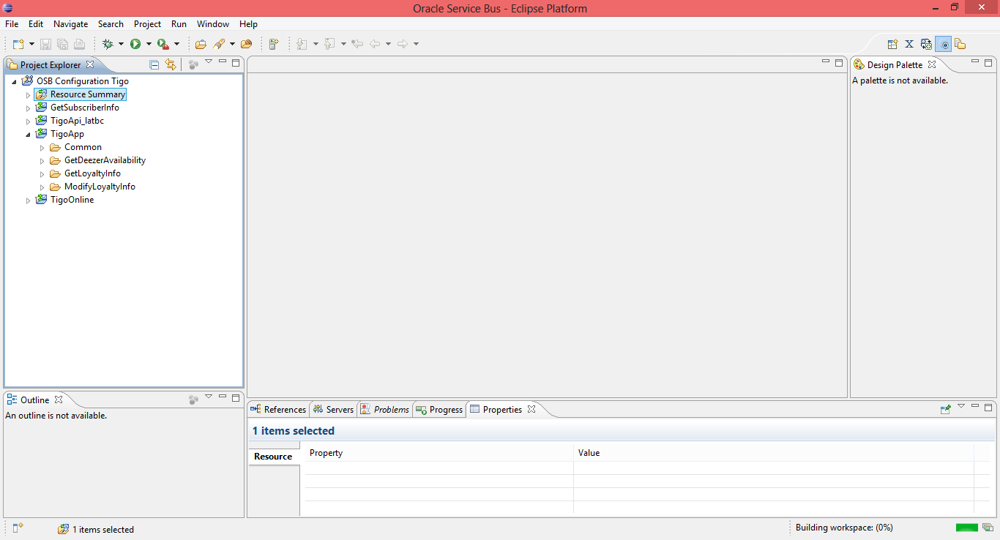 Oracle Service Bus - Eclipse Platform
File Edit Navigate Search Project Run Window Help
Project Explorer
OSB Configuration Tigo
Resource Summary
GetSubscriberInfo
TigoApi_latbc
TigoApp
Common
GetDeezerAvailability
GetLoyaltyInfo
ModifyLoyaltyInfo
TigoOnline
Design Palette
A palette is not available.
Outline
An outline is not available.
References Servers Problems Progress Properties
1 items selected
Resource
Property Value
1 items selected
Building workspace: (0%)